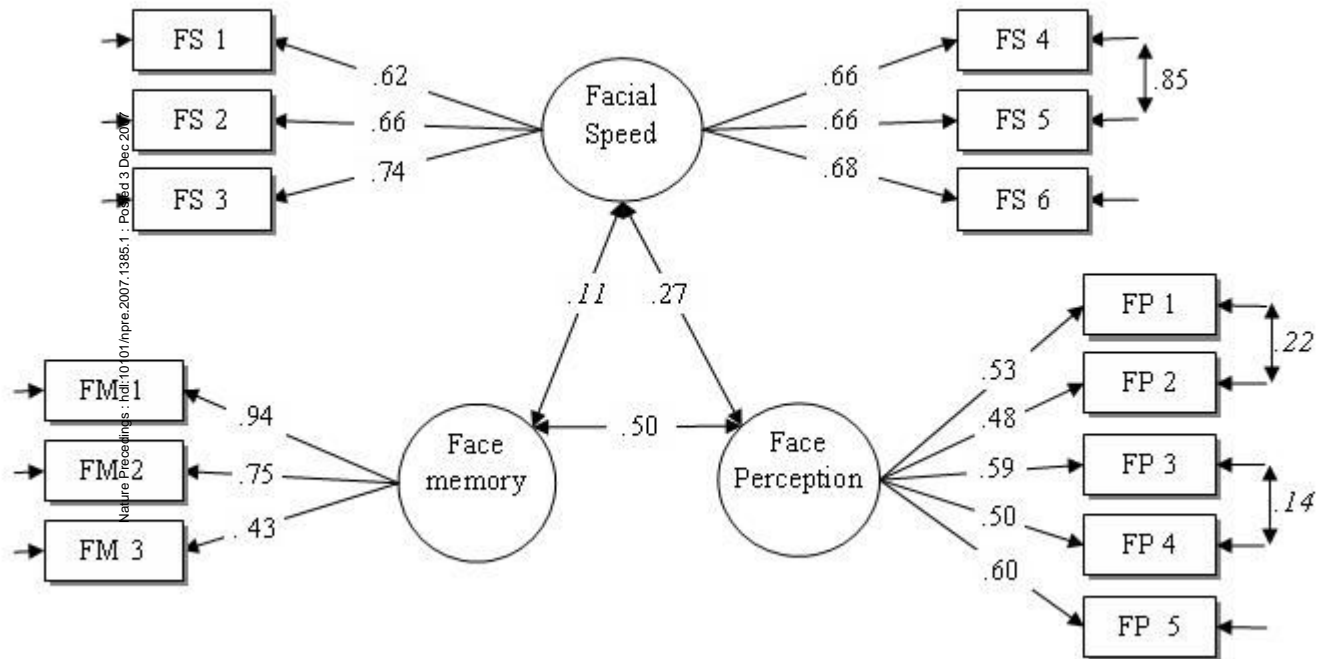 FS 1
FS 2
FS 3
.62
.66
.74
Facial
Speed
.66
.66
.68
FS 4
FS 5
FS 6
.85
.11
.27
.50
FM 1
FM 2
FM 3
.94
.75
.43
Face
memory
Face
Perception
.53
.48
.59
.50
.60
FP 1
FP 2
FP 3
FP 4
FP 5
.22
.14
Nature Precedings : hdl:10101/npre.2007.1385.1 : Posted 3 Dec 2007